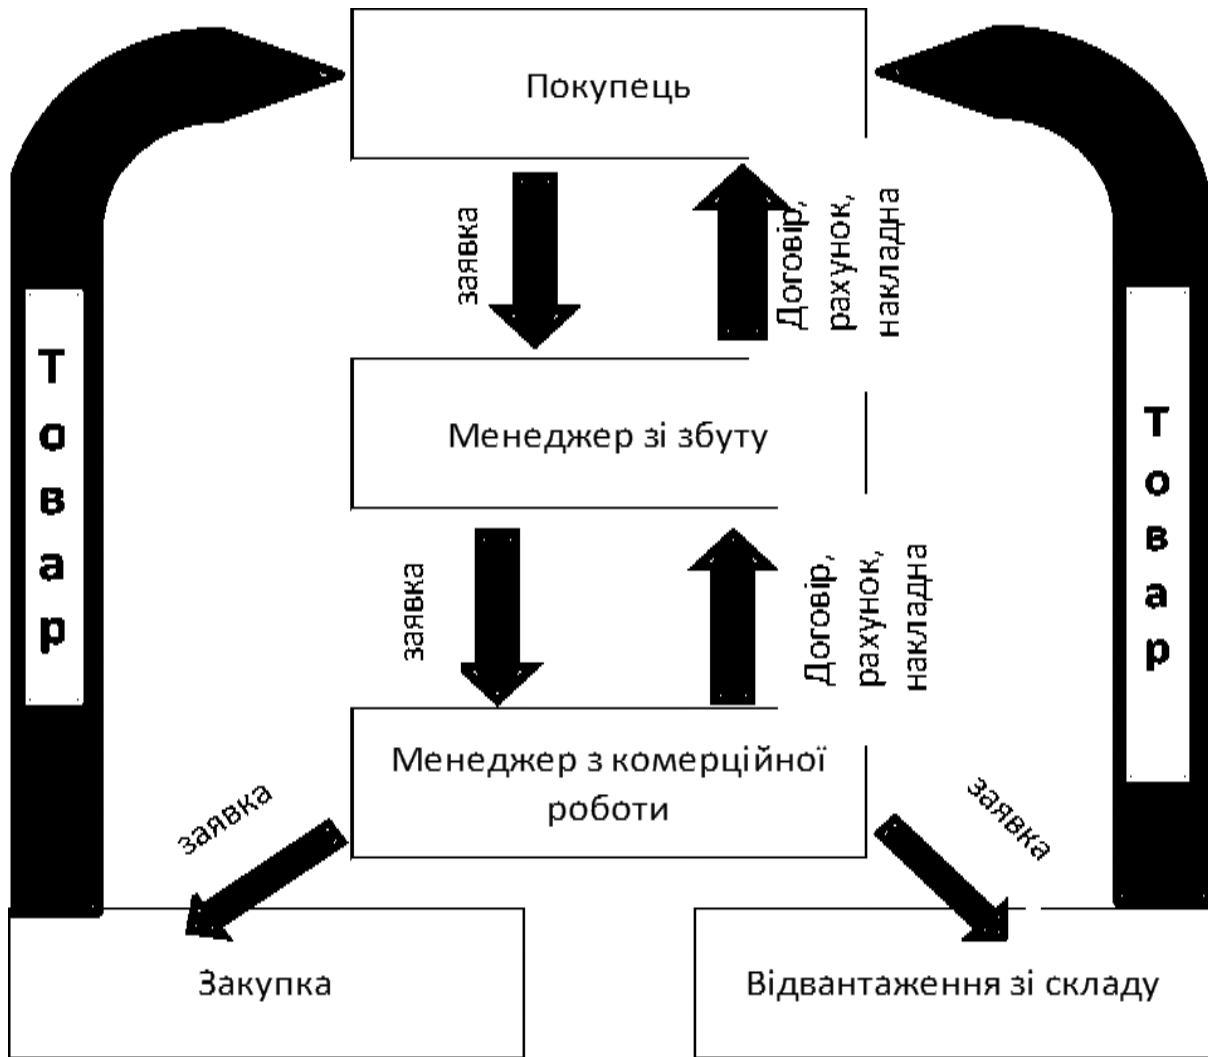 Покупець
заявка
Договір,
рахунок,
накладна
Менеджер зі збуту
заявка
Договір,
рахунок,
накладна
Товар
Товар
Менеджер з комерційної
роботи
заявка
заявка
Закупка
Відвантаження зі складу